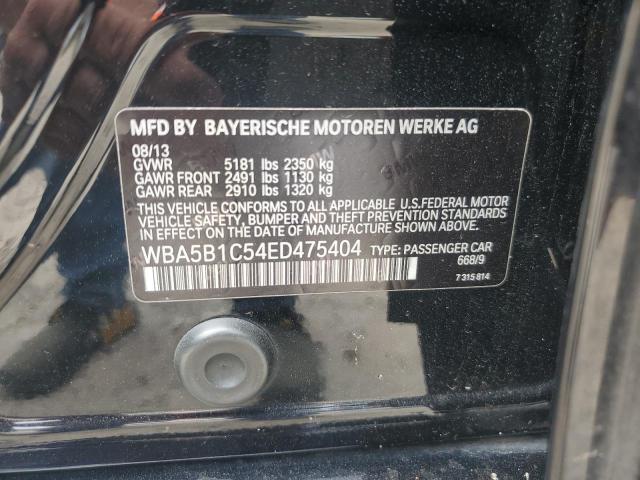 MFD BY BAYERISCHE MOTOREN WERKE AG
08/13
GVWR 5181 lbs 2350 kg
GAWR FRONT 2491 lbs 1130 kg
GAWR REAR 2910 lbs 1320 kg
THIS VEHICLE CONFORMS TO ALL APPLICABLE U.S.FEDERAL MOTOR
VEHICLE SAFETY, BUMPER AND THEFT PREVENTION STANDARDS
IN EFFECT ON THE DATE OF MANUFACTURE SHOWN ABOVE.
WBA5B1C54ED475404 TYPE: PASSENGER CAR
668/9
7 315 814